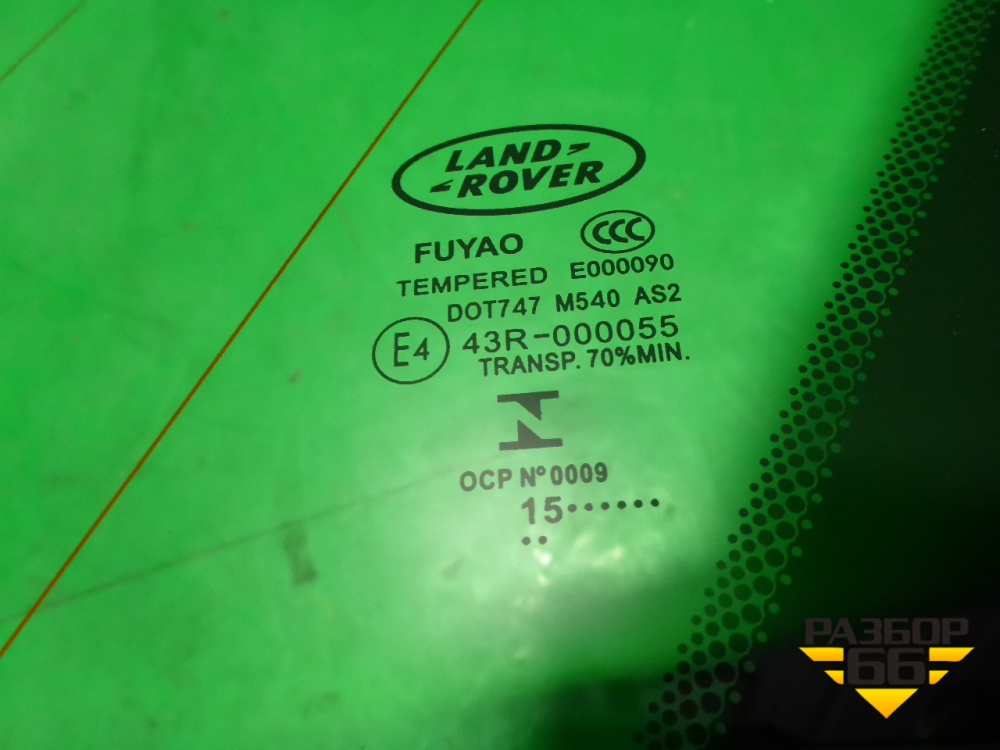 LAND
ROVER
FUYAO CCC
TEMPERED E000090
DOT747 M540 AS2
E4 43R-000055
TRANSP. 70%MIN.
OCP Nº0009
15••••••
••
РАЗБОР
66